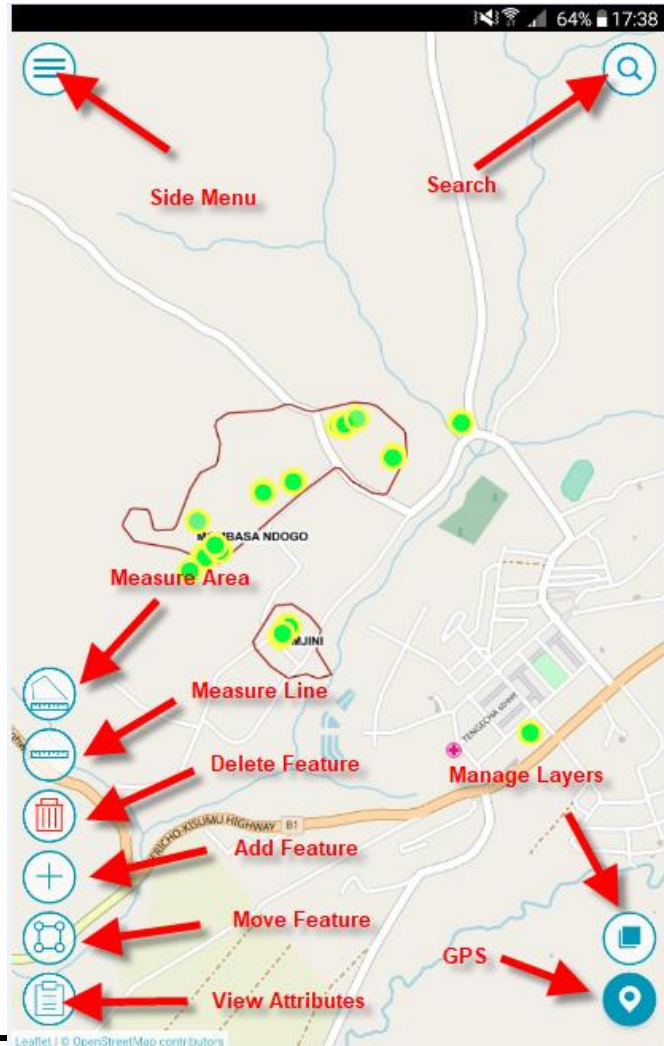 64% 17:38
Side Menu
Search
MOMBASA NDOGO
Measure Area
MJINI
Measure Line
TENGECHA street
Delete Feature
Manage Layers
KERICHO-KISUMU HIGHWAY B1
Add Feature
Move Feature
GPS
View Attributes
Leaflet | © OpenStreetMap contributors